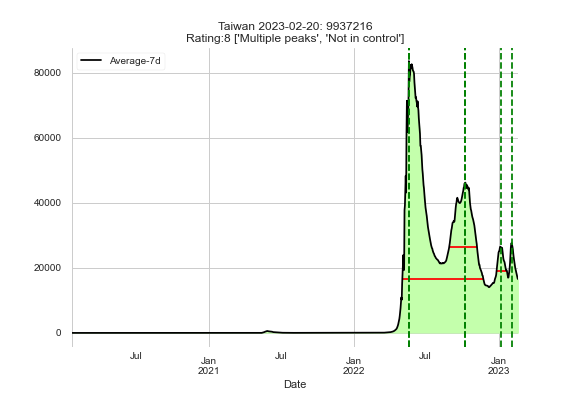 Taiwan 2023-02-20: 9937216
Rating:8 ['Multiple peaks', 'Not in control']
Average-7d
80000
60000
40000
20000
0
Jul
Jan
2021
Jul
Jan
2022
Jul
Jan
2023
Date